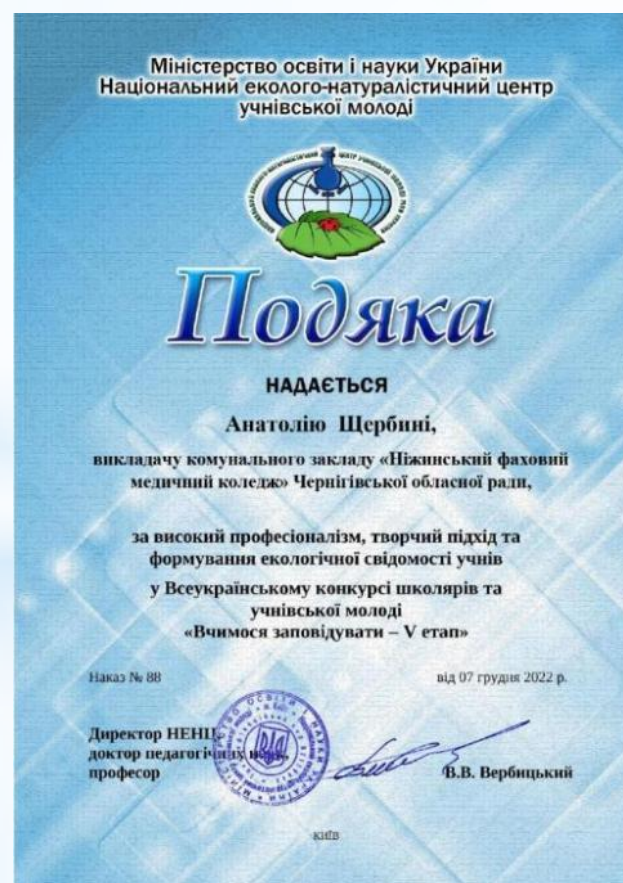 Міністерство освіти і науки України
Національний еколого-натуралістичний центр
учнівської молоді
Подяка
НАДАЄТЬСЯ
Анатолію Щербині,
викладачу комунального закладу «Ніжинський фаховий
медичний коледж» Чернігівської обласної ради,
за високий професіоналізм, творчий підхід та
формування екологічної свідомості учнів
у Всеукраїнському конкурсі школярів та
учнівської молоді
«Вчимося заповідувати – V етап»
Наказ № 88
від 07 грудня 2022 р.
Директор НЕНЦ,
доктор педагогічних наук,
професор
В.В. Вербицький
КИЇВ